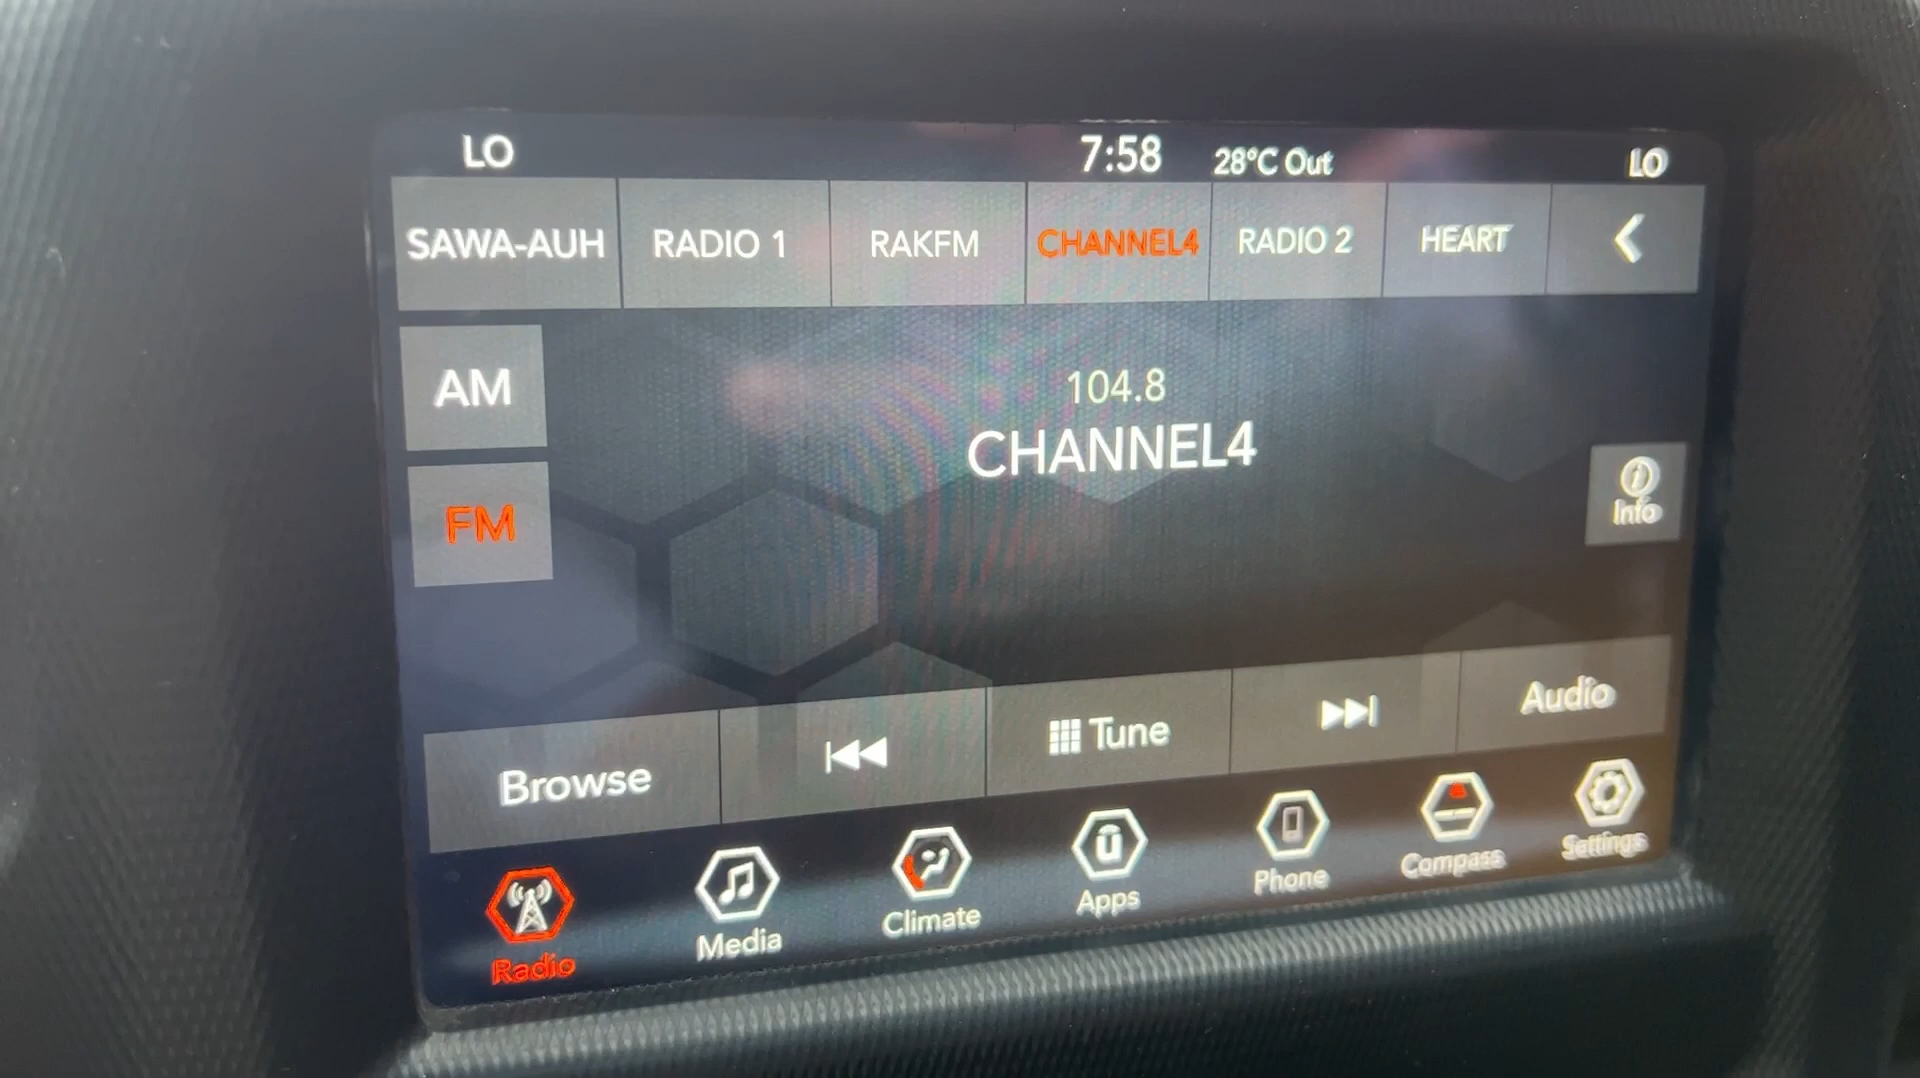 LO 7:58 28°C Out LO
SAWA-AUH RADIO 1 RAKFM CHANNEL4 RADIO 2 HEART
AM
104.8
CHANNEL4
FM
Info
Browse Tune Audio
Radio Media Climate Apps Phone Compass Settings